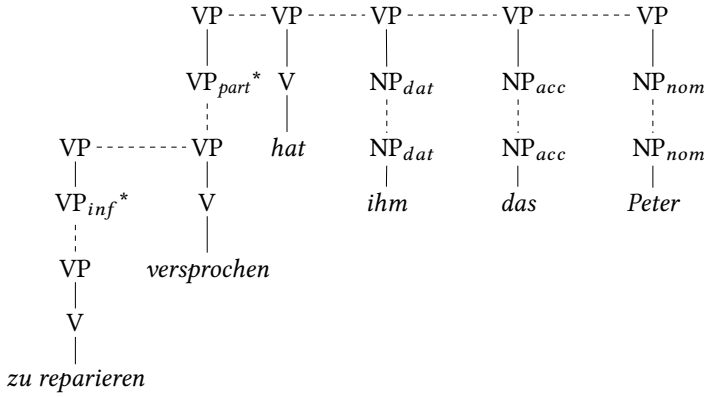 VP VP VP VP VP
VP_part* V NP_dat NP_acc NP_nom
VP VP hat NP_dat NP_acc NP_nom
VP_inf* V ihm das Peter
VP versprochen
V
zu reparieren